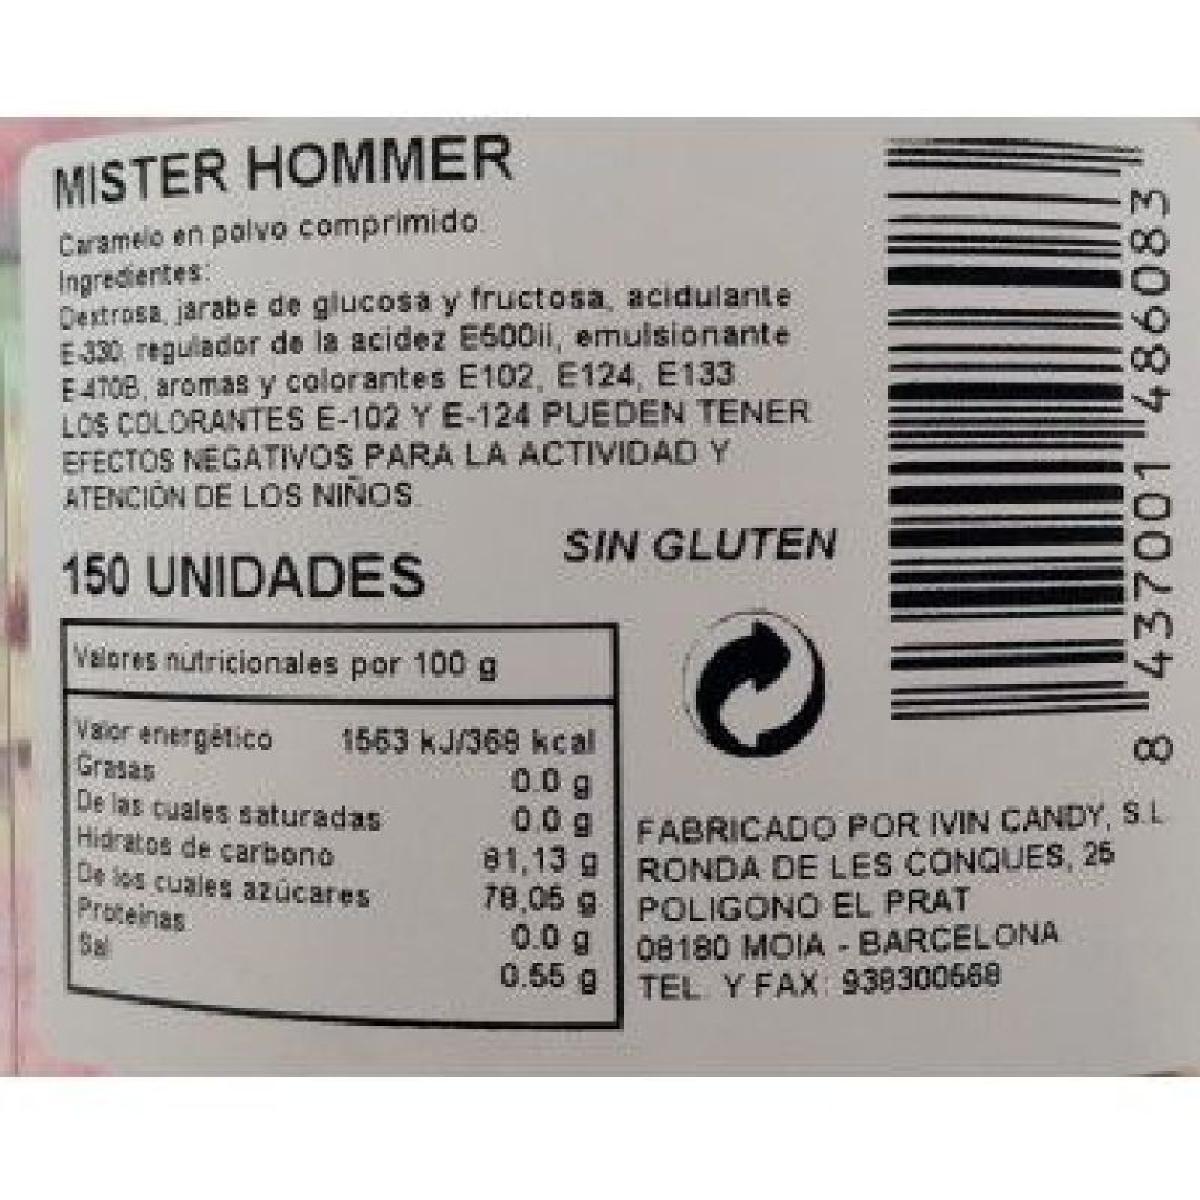 MISTER HOMMER
Caramelo en polvo comprimido
Ingredientes:
Dextrosa, jarabe de glucosa y fructosa, acidulante
E-330, regulador de la acidez E500ii, emulsionante
E-470B, aromas y colorantes E102, E124, E133
LOS COLORANTES E-102 Y E-124 PUEDEN TENER
EFECTOS NEGATIVOS PARA LA ACTIVIDAD Y
ATENCIÓN DE LOS NIÑOS.
SIN GLUTEN
150 UNIDADES
Valores nutricionales por 100 g
Valor energético 1563 kJ/368 kcal
Grasas 0.0 g
De las cuales saturadas 0.0 g
Hidratos de carbono 81,13 g
De los cuales azúcares 78,05 g
Proteinas 0.0 g
Sal 0.55 g
FABRICADO POR IVIN CANDY, S.L
RONDA DE LES CONQUES, 25
POLIGONO EL PRAT
08180 MOIA - BARCELONA
TEL. Y FAX: 938300568
8 437001 486083